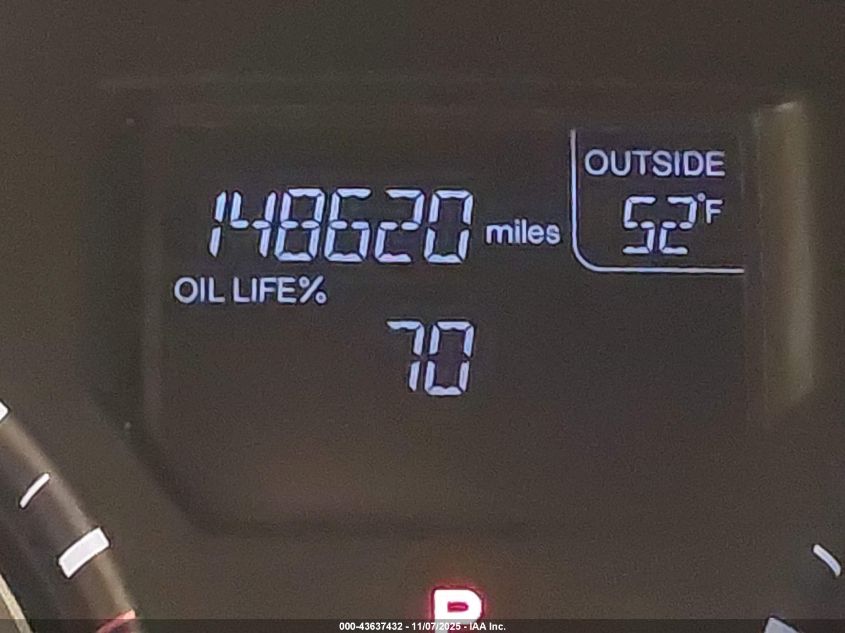 OUTSIDE
52°F
148620 miles
OIL LIFE%
70
P
000-43637432 - 11/07/2025 - IAA Inc.